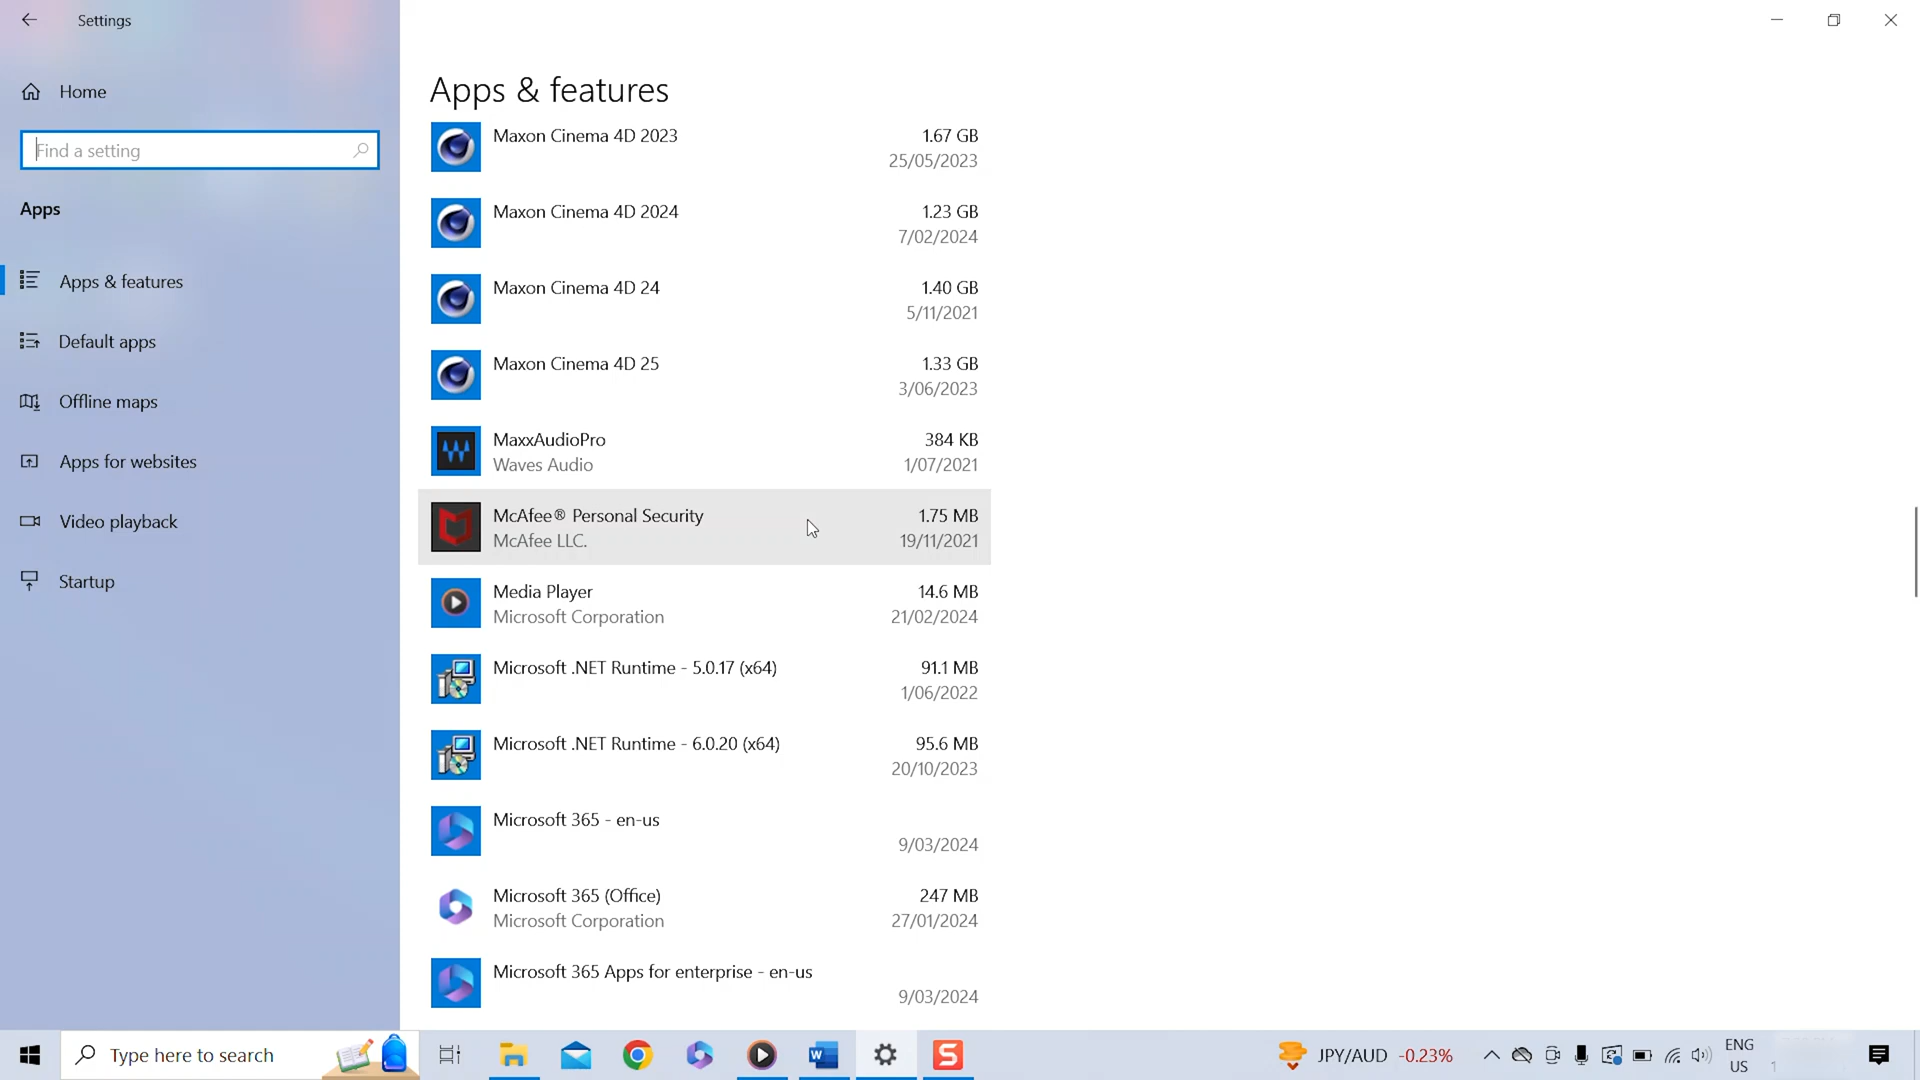 Settings
Home
Find a setting
Apps
Apps & features
Default apps
Offline maps
Apps for websites
Video playback
Startup
Apps & features
Maxon Cinema 4D 2023 1.67 GB
25/05/2023
Maxon Cinema 4D 2024 1.23 GB
7/02/2024
Maxon Cinema 4D 24 1.40 GB
5/11/2021
Maxon Cinema 4D 25 1.33 GB
3/06/2023
MaxxAudioPro 384 KB
Waves Audio 1/07/2021
McAfee® Personal Security 1.75 MB
McAfee LLC. 19/11/2021
Media Player 14.6 MB
Microsoft Corporation 21/02/2024
Microsoft .NET Runtime - 5.0.17 (x64) 91.1 MB
1/06/2022
Microsoft .NET Runtime - 6.0.20 (x64) 95.6 MB
20/10/2023
Microsoft 365 - en-us
9/03/2024
Microsoft 365 (Office) 247 MB
Microsoft Corporation 27/01/2024
Microsoft 365 Apps for enterprise - en-us
9/03/2024
Type here to search
JPY/AUD -0.23%
ENG
US